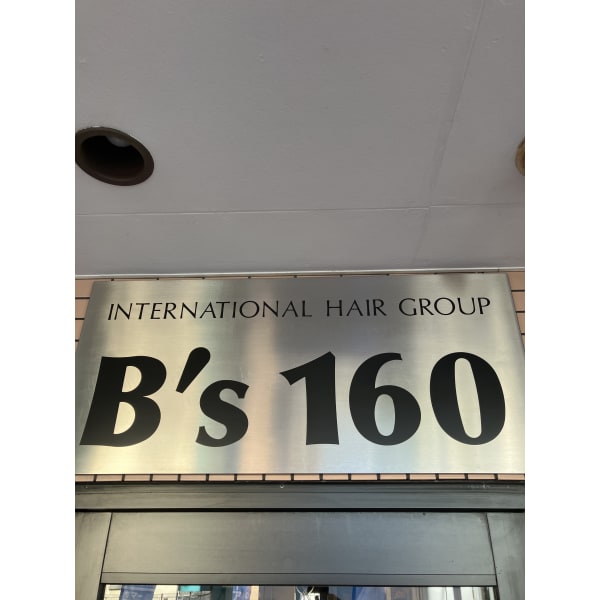 INTERNATIONAL HAIR GROUP
B's 160